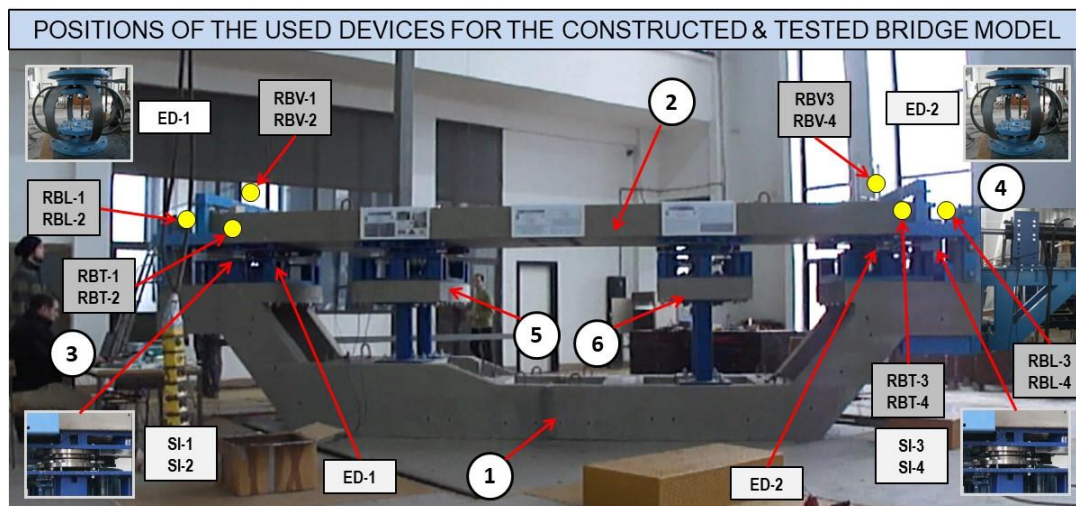 POSITIONS OF THE USED DEVICES FOR THE CONSTRUCTED & TESTED BRIDGE MODEL
ED-1
RBV-1
RBV-2
2
RBV3
RBV-4
ED-2
4
RBL-1
RBL-2
RBT-1
RBT-2
3
5
6
RBL-3
RBL-4
RBT-3
RBT-4
SI-1
SI-2
ED-1
1
ED-2
SI-3
SI-4